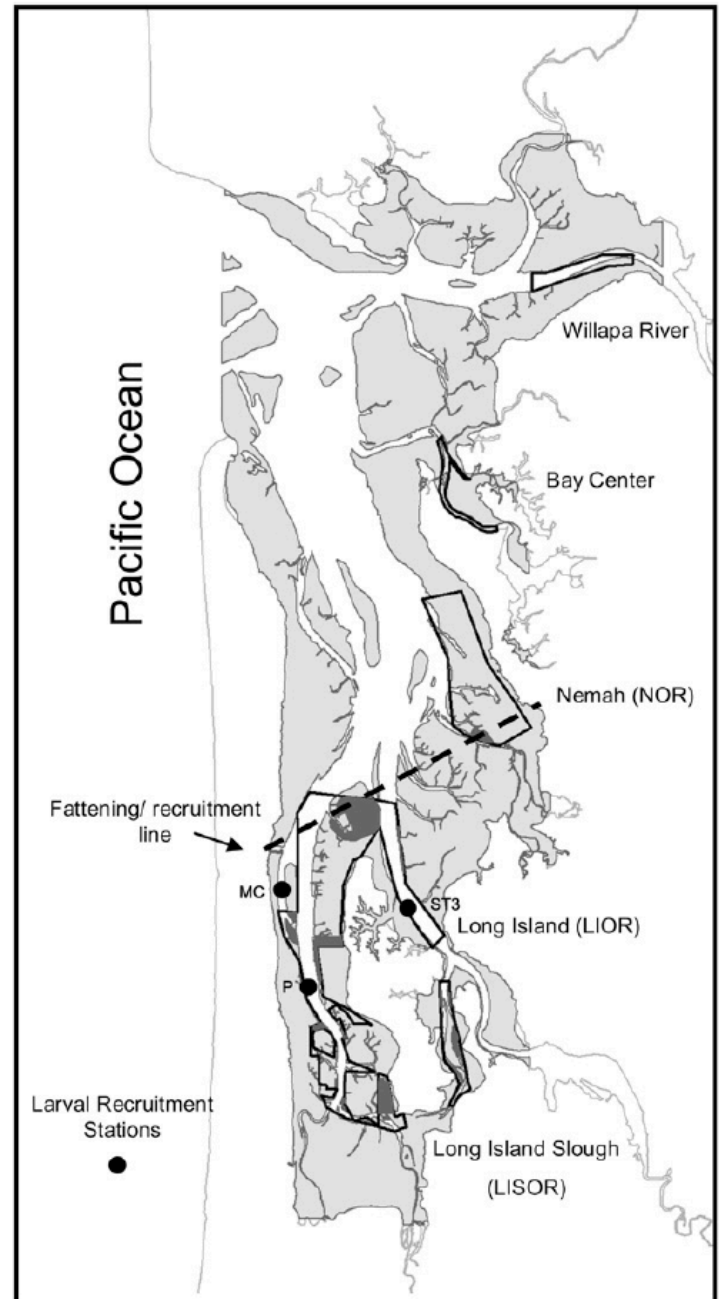 Willapa River
Pacific Ocean
Bay Center
Nemah (NOR)
Fattening/ recruitment
line
MC
ST3
Long Island (LIOR)
P
Larval Recruitment
Stations
Long Island Slough
(LISOR)